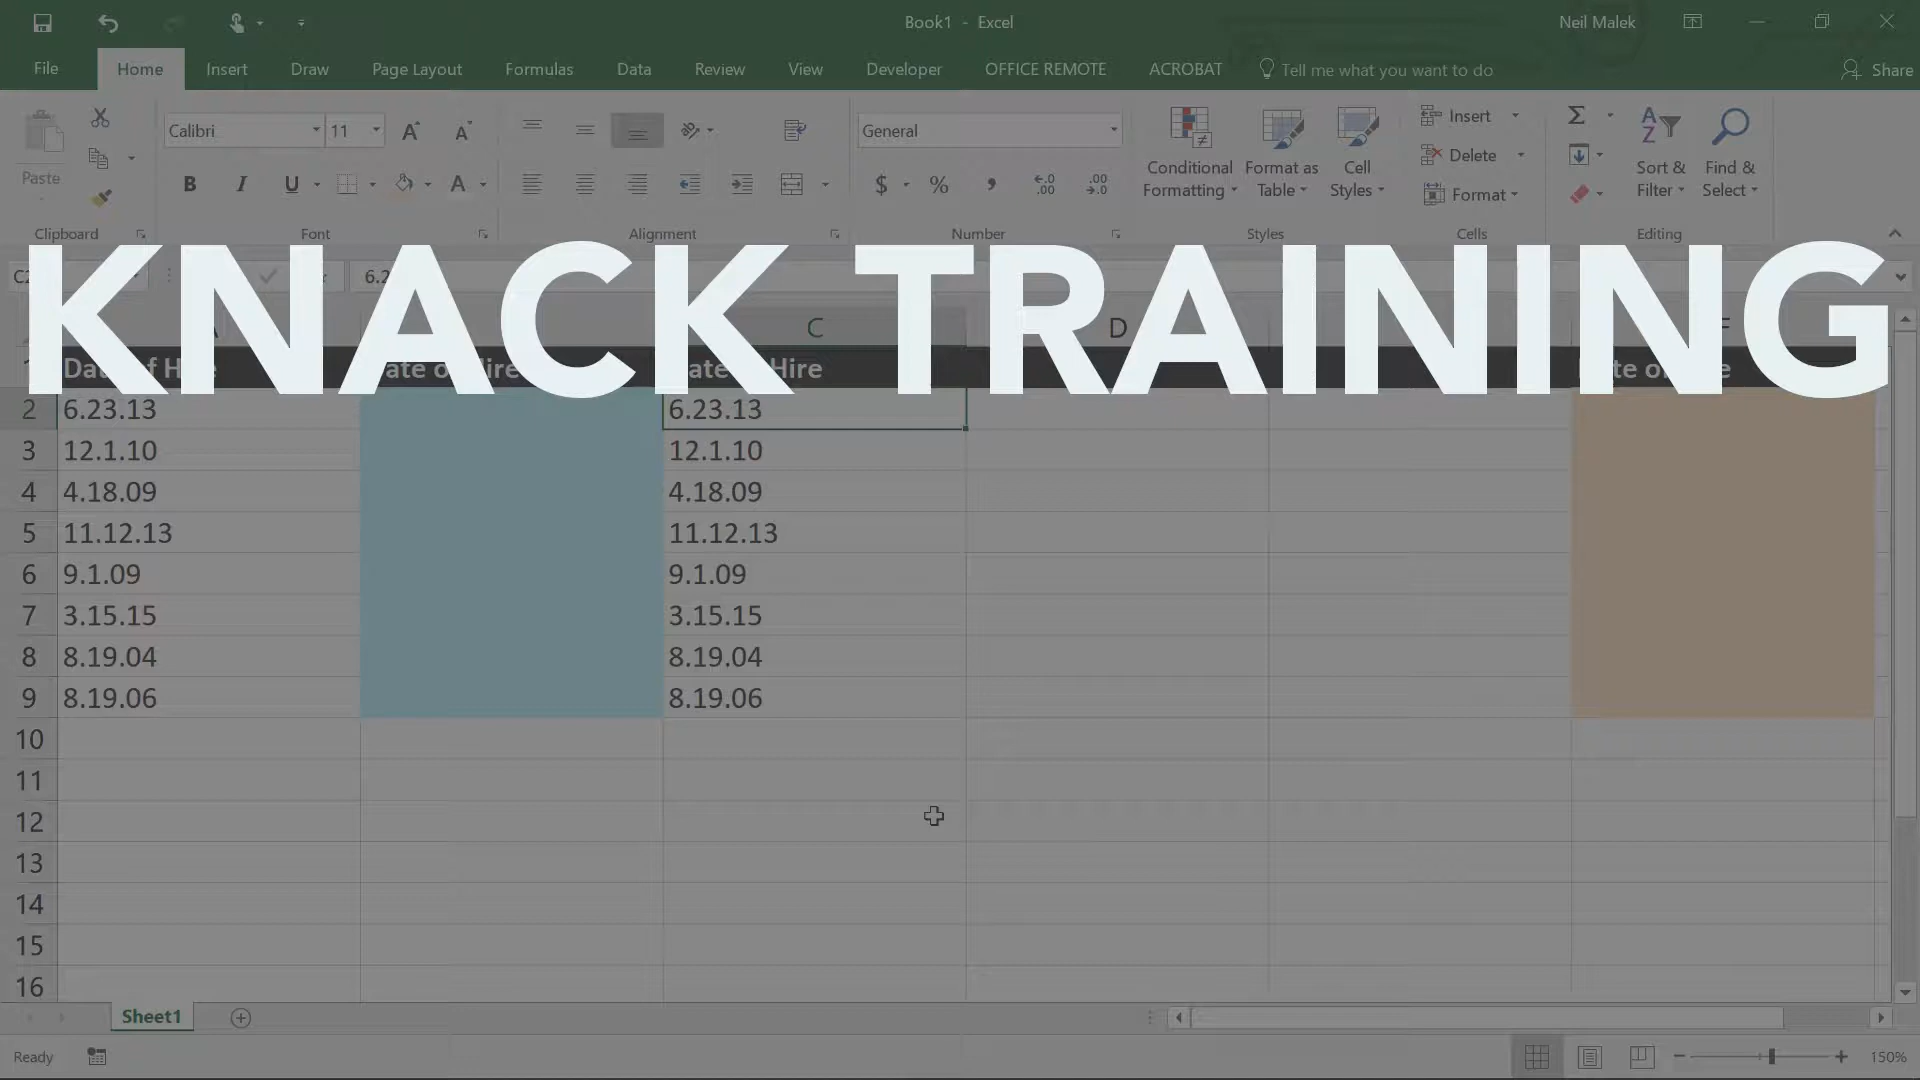 Book1 - Excel
Neil Malek
File Home Insert Draw Page Layout Formulas Data Review View Developer OFFICE REMOTE ACROBAT Tell me what you want to do Share
Paste
Calibri 11
General
Conditional Formatting
Format as Table
Cell Styles
Insert
Delete
Format
Sort & Filter
Find & Select
B I U A
$ %
Clipboard Font Alignment Number Styles Cells Editing
KNACK TRAINING
C D
2 6.23.13 6.23.13
3 12.1.10 12.1.10
4 4.18.09 4.18.09
5 11.12.13 11.12.13
6 9.1.09 9.1.09
7 3.15.15 3.15.15
8 8.19.04 8.19.04
9 8.19.06 8.19.06
10
11
12
13
14
15
16
Sheet1
Ready 150%